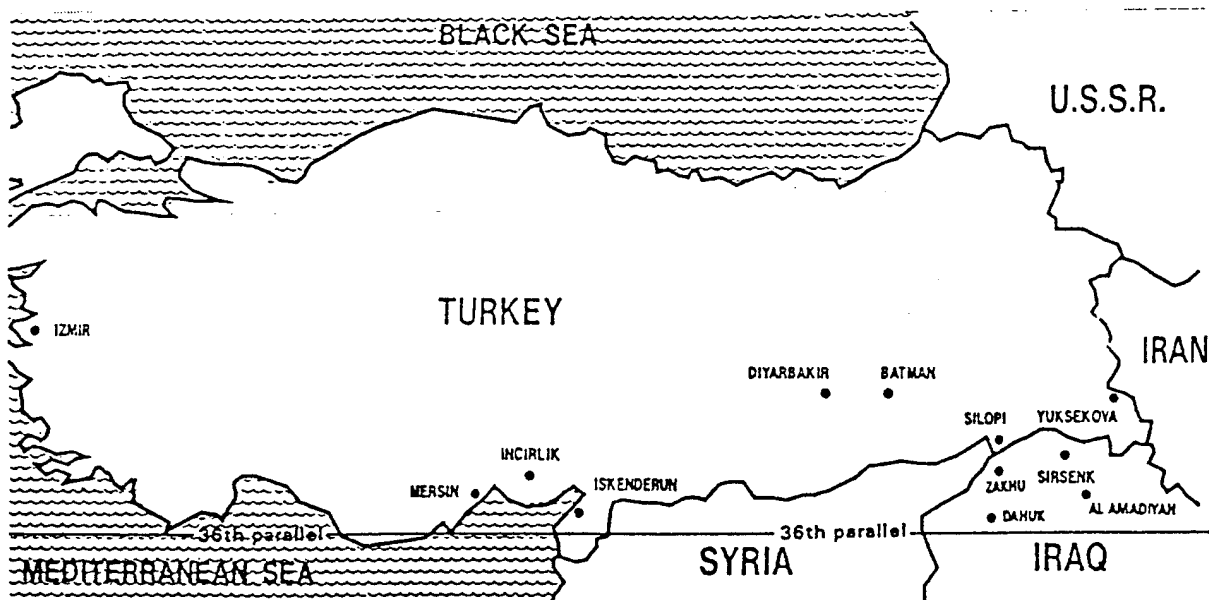 BLACK SEA
U.S.S.R.
TURKEY
IZMIR
IRAN
DIYARBAKIR
BATMAN
SILOPI
YUKSEKOVA
INCIRLIK
MERSIN
ISKENDERUN
ZAKHU
SIRSENK
DAHUK
AL AMADIYAH
36th parallel
36th parallel
MEDITERRANEAN SEA
SYRIA
IRAQ